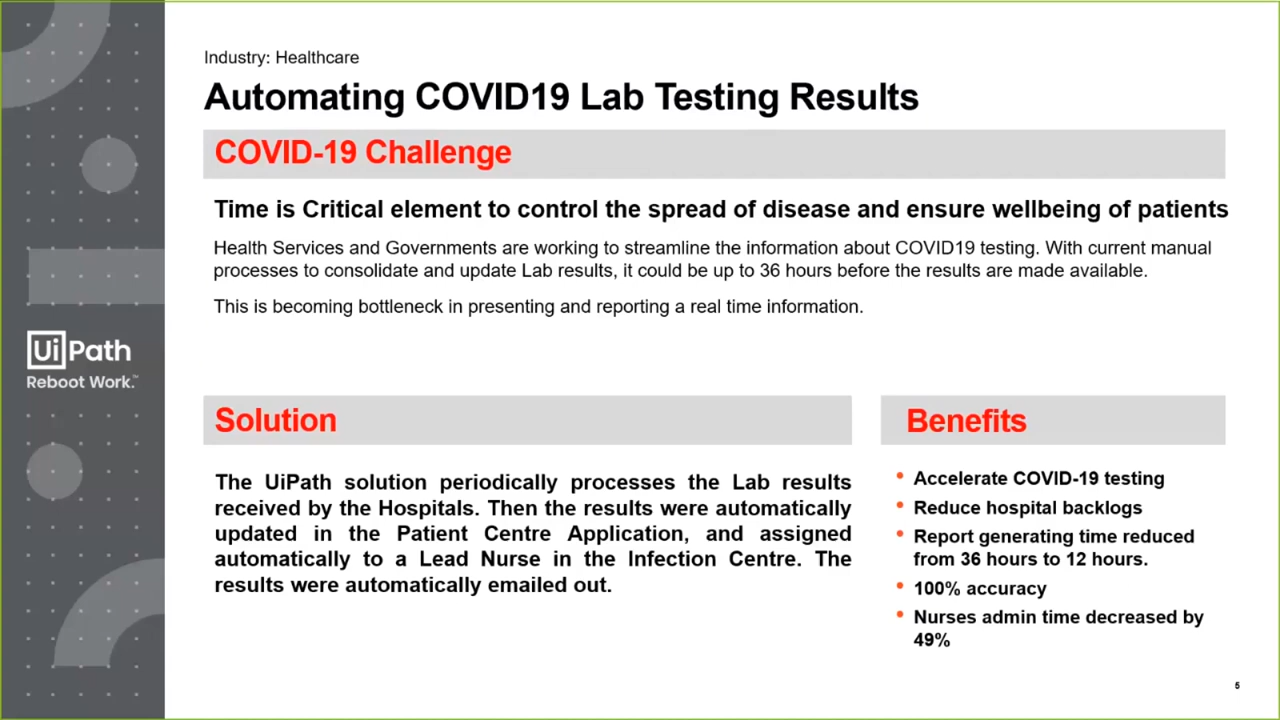 Industry: Healthcare
Automating COVID19 Lab Testing Results
COVID-19 Challenge
Time is Critical element to control the spread of disease and ensure wellbeing of patients
Health Services and Governments are working to streamline the information about COVID19 testing. With current manual
processes to consolidate and update Lab results, it could be up to 36 hours before the results are made available.
This is becoming bottleneck in presenting and reporting a real time information.
UiPath
Reboot Work.™
Solution
The UiPath solution periodically processes the Lab results
received by the Hospitals. Then the results were automatically
updated in the Patient Centre Application, and assigned
automatically to a Lead Nurse in the Infection Centre. The
results were automatically emailed out.
Benefits
• Accelerate COVID-19 testing
• Reduce hospital backlogs
• Report generating time reduced
from 36 hours to 12 hours.
• 100% accuracy
• Nurses admin time decreased by
49%
5